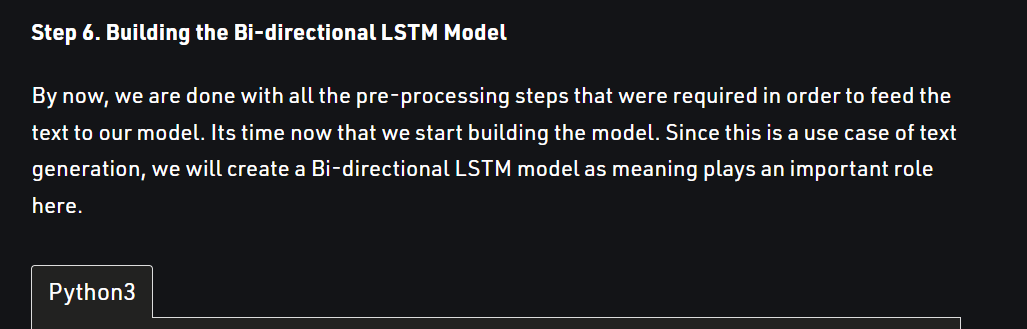 Step 6. Building the Bi-directional LSTM Model
By now, we are done with all the pre-processing steps that were required in order to feed the
text to our model. Its time now that we start building the model. Since this is a use case of text
generation, we will create a Bi-directional LSTM model as meaning plays an important role
here.
Python3